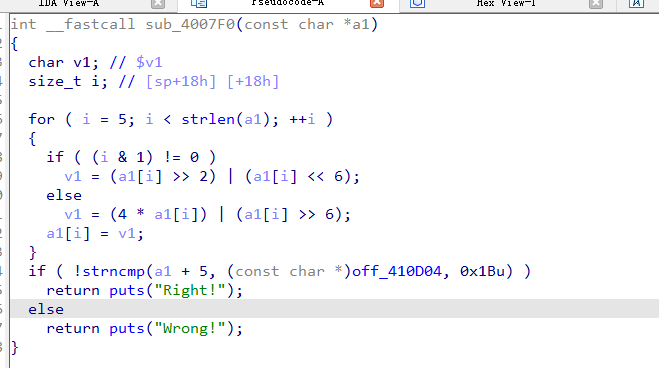 IDA View-A Pseudocode-A Hex View-1
int __fastcall sub_4007F0(const char *a1)
{
char v1; // $v1
size_t i; // [sp+18h] [+18h]
for ( i = 5; i < strlen(a1); ++i )
{
if ( (i & 1) != 0 )
v1 = (a1[i] >> 2) | (a1[i] << 6);
else
v1 = (4 * a1[i]) | (a1[i] >> 6);
a1[i] = v1;
}
if ( !strncmp(a1 + 5, (const char *)off_410D04, 0x1Bu) )
return puts("Right!");
else
return puts("Wrong!");
}